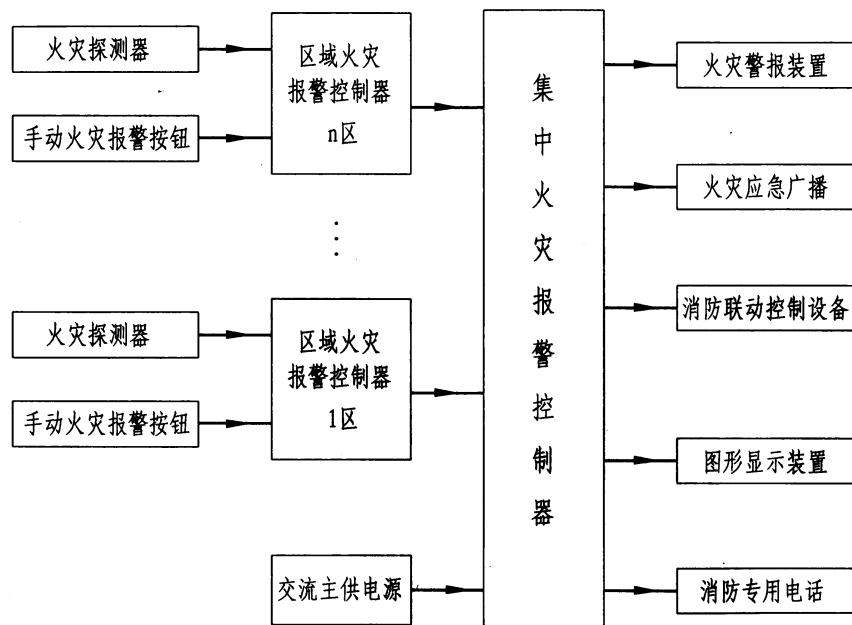 火灾探测器
手动火灾报警按钮
区域火灾
报警控制器
n区
火灾探测器
手动火灾报警按钮
区域火灾
报警控制器
1区
交流主供电源
集中火灾报警控制器
火灾警报装置
火灾应急广播
消防联动控制设备
图形显示装置
消防专用电话